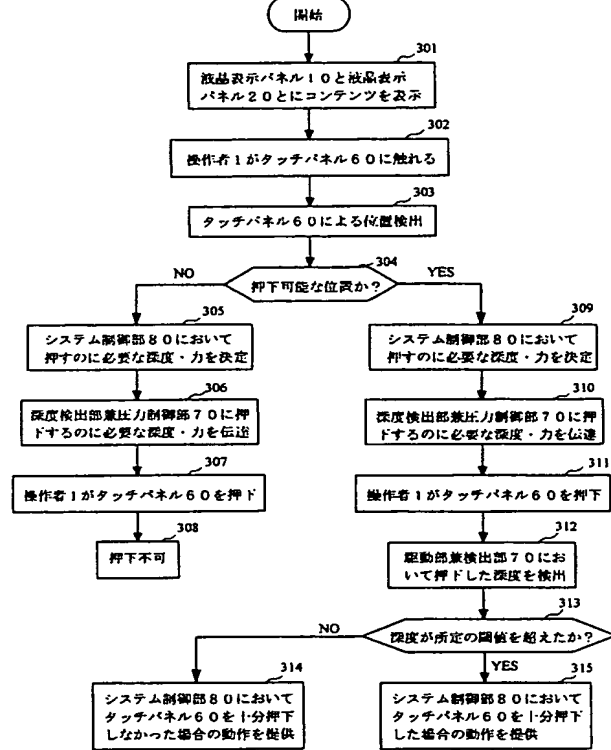 開始
301
液晶表示パネル１０と液晶表示
パネル２０とにコンテンツを表示
302
操作者１がタッチパネル６０に触れる
303
タッチパネル６０による位置検出
304
NO
押下可能な位置か？
YES
305
システム制御部８０において
押すのに必要な深度・力を決定
306
深度検出部兼圧力制御部７０に押
下するのに必要な深度・力を伝達
307
操作者１がタッチパネル６０を押下
308
押下不可
309
システム制御部８０において
押すのに必要な深度・力を決定
310
深度検出部兼圧力制御部７０に押
下するのに必要な深度・力を伝達
311
操作者１がタッチパネル６０を押下
312
駆動部兼検出部７０にお
いて押下した深度を検出
313
NO
深度が所定の閾値を超えたか？
YES
314
システム制御部８０において
タッチパネル６０を十分押下
しなかった場合の動作を提供
315
システム制御部８０において
タッチパネル６０を十分押下
した場合の動作を提供